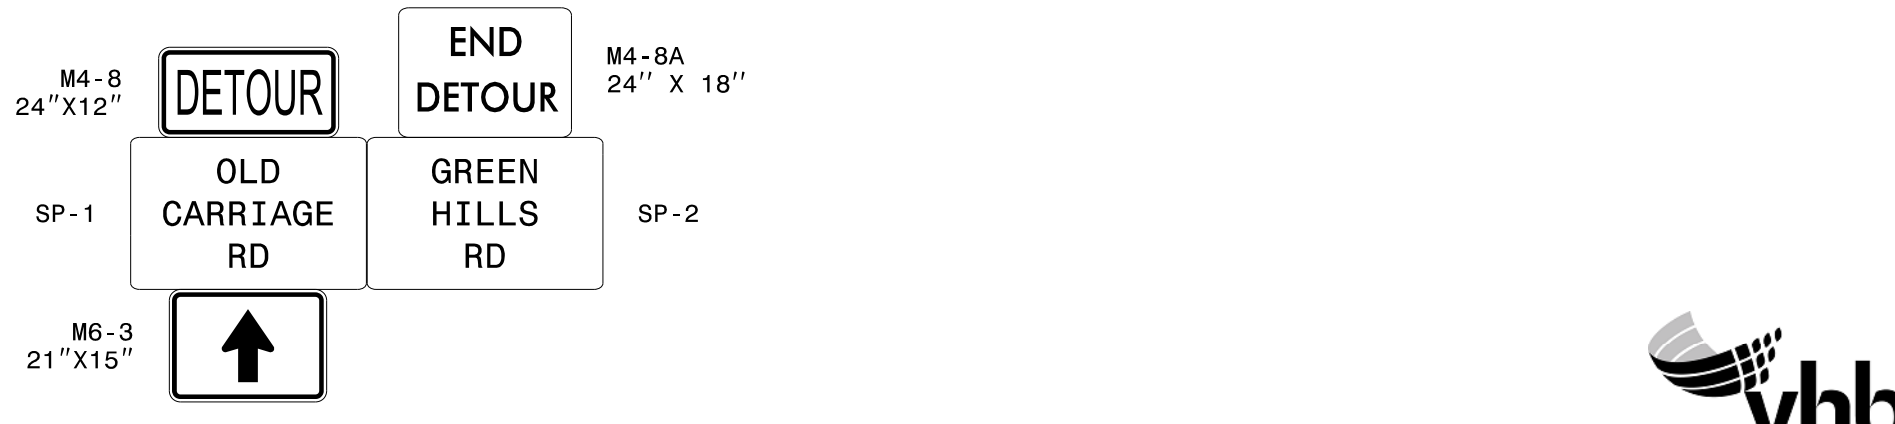 M4-8
24"X12"
DETOUR
END
DETOUR
M4-8A
24'' X 18''
SP-1
OLD
CARRIAGE
RD
GREEN
HILLS
RD
SP-2
M6-3
21"X15"
vhb